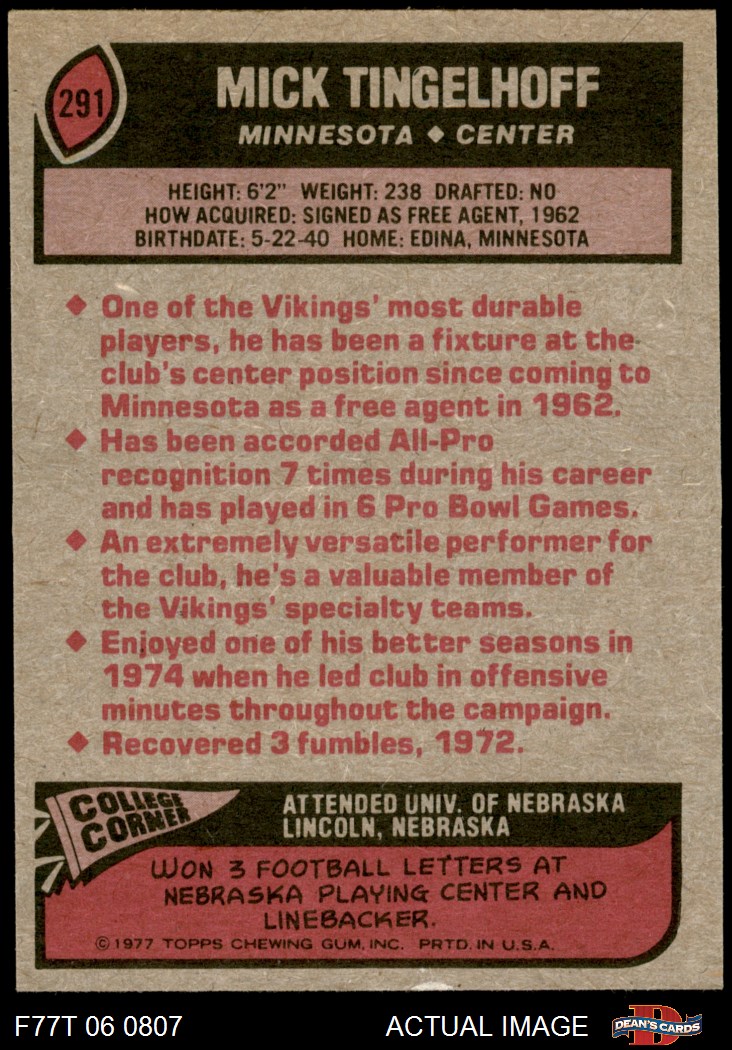 291
MICK TINGELHOFF
MINNESOTA ◆ CENTER
HEIGHT: 6'2" WEIGHT: 238 DRAFTED: NO
HOW ACQUIRED: SIGNED AS FREE AGENT, 1962
BIRTHDATE: 5-22-40 HOME: EDINA, MINNESOTA
◆ One of the Vikings' most durable
players, he has been a fixture at the
club's center position since coming to
Minnesota as a free agent in 1962.
◆ Has been accorded All-Pro
recognition 7 times during his career
and has played in 6 Pro Bowl Games.
◆ An extremely versatile performer for
the club, he's a valuable member of
the Vikings' specialty teams.
◆ Enjoyed one of his better seasons in
1974 when he led club in offensive
minutes throughout the campaign.
◆ Recovered 3 fumbles, 1972.
COLLEGE
CORNER
ATTENDED UNIV. OF NEBRASKA
LINCOLN, NEBRASKA
WON 3 FOOTBALL LETTERS AT
NEBRASKA PLAYING CENTER AND
LINEBACKER.
© 1977 TOPPS CHEWING GUM, INC. PRTD. IN U.S.A.
F77T 06 0807
ACTUAL IMAGE
D
DEAN'S CARDS